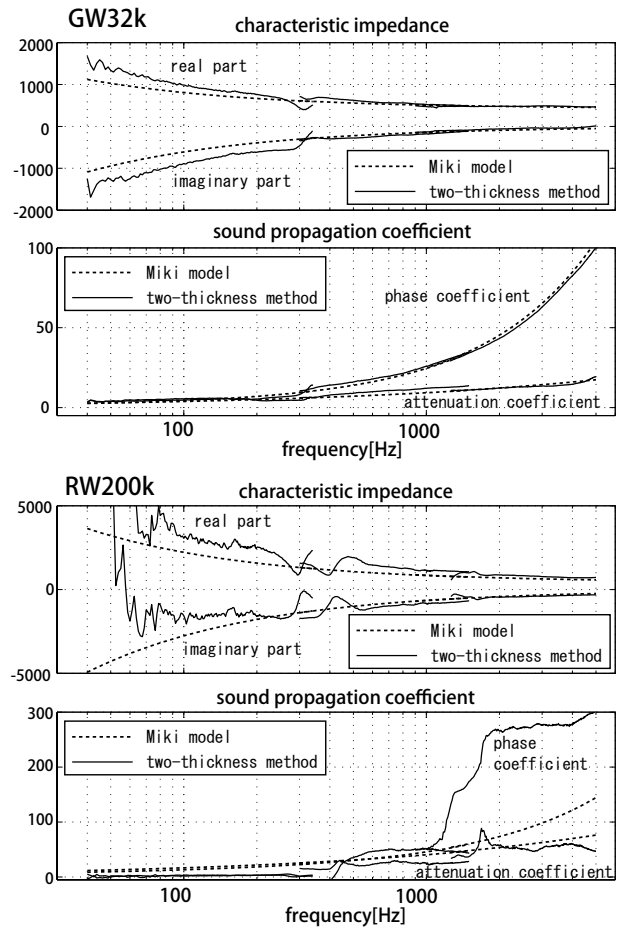 GW32k
characteristic impedance
2000
1000
0
-1000
-2000
real part
imaginary part
Miki model
two-thickness method
sound propagation coefficient
100
50
0
Miki model
two-thickness method
phase coefficient
attenuation coefficient
100
1000
frequency[Hz]
RW200k
characteristic impedance
5000
0
-5000
real part
imaginary part
Miki model
two-thickness method
sound propagation coefficient
300
200
100
0
Miki model
two-thickness method
phase
coefficient
attenuation coefficient
100
1000
frequency[Hz]